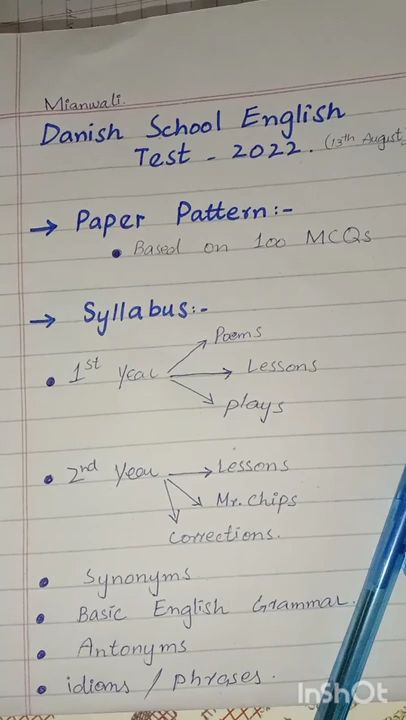 Mianwali.
Danish School English
Test - 2022. (13th August
→ Paper Pattern:-
• Based on 100 MCQs
→ Syllabus:-
Poems
• 1st year → Lessons
plays
• 2nd year → Lessons
Mr. Chips
Corrections.
• Synonyms
• Basic English Grammar.
• Antonyms
• idioms / phrases.
InShOt